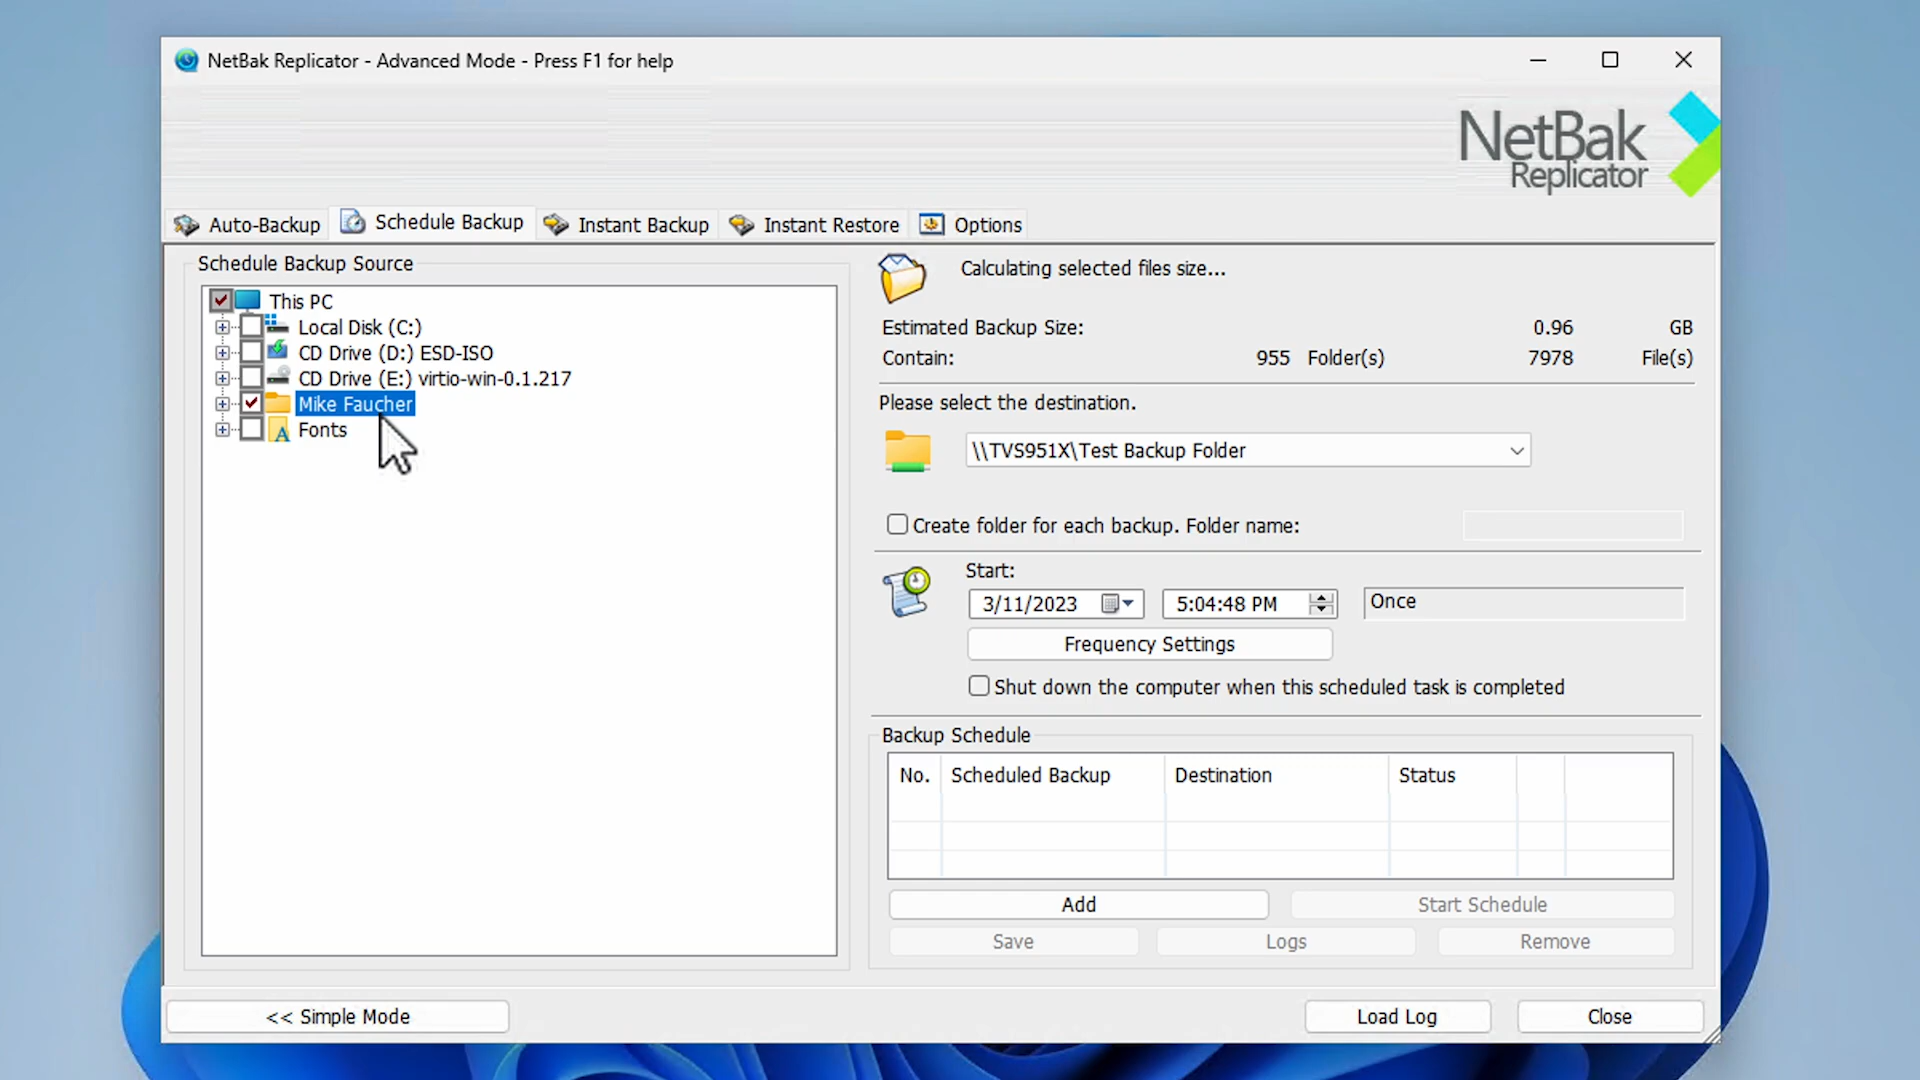 NetBak Replicator - Advanced Mode - Press F1 for help
NetBak
Replicator
Auto-Backup
Schedule Backup
Instant Backup
Instant Restore
Options
Schedule Backup Source
This PC
Local Disk (C:)
CD Drive (D:) ESD-ISO
CD Drive (E:) virtio-win-0.1.217
Mike Faucher
Fonts
Calculating selected files size...
Estimated Backup Size: 0.96 GB
Contain: 955 Folder(s) 7978 File(s)
Please select the destination.
\\TVS951X\Test Backup Folder
Create folder for each backup. Folder name:
Start:
3/11/2023 5:04:48 PM Once
Frequency Settings
Shut down the computer when this scheduled task is completed
Backup Schedule
No. Scheduled Backup Destination Status
Add Start Schedule
Save Logs Remove
<< Simple Mode Load Log Close